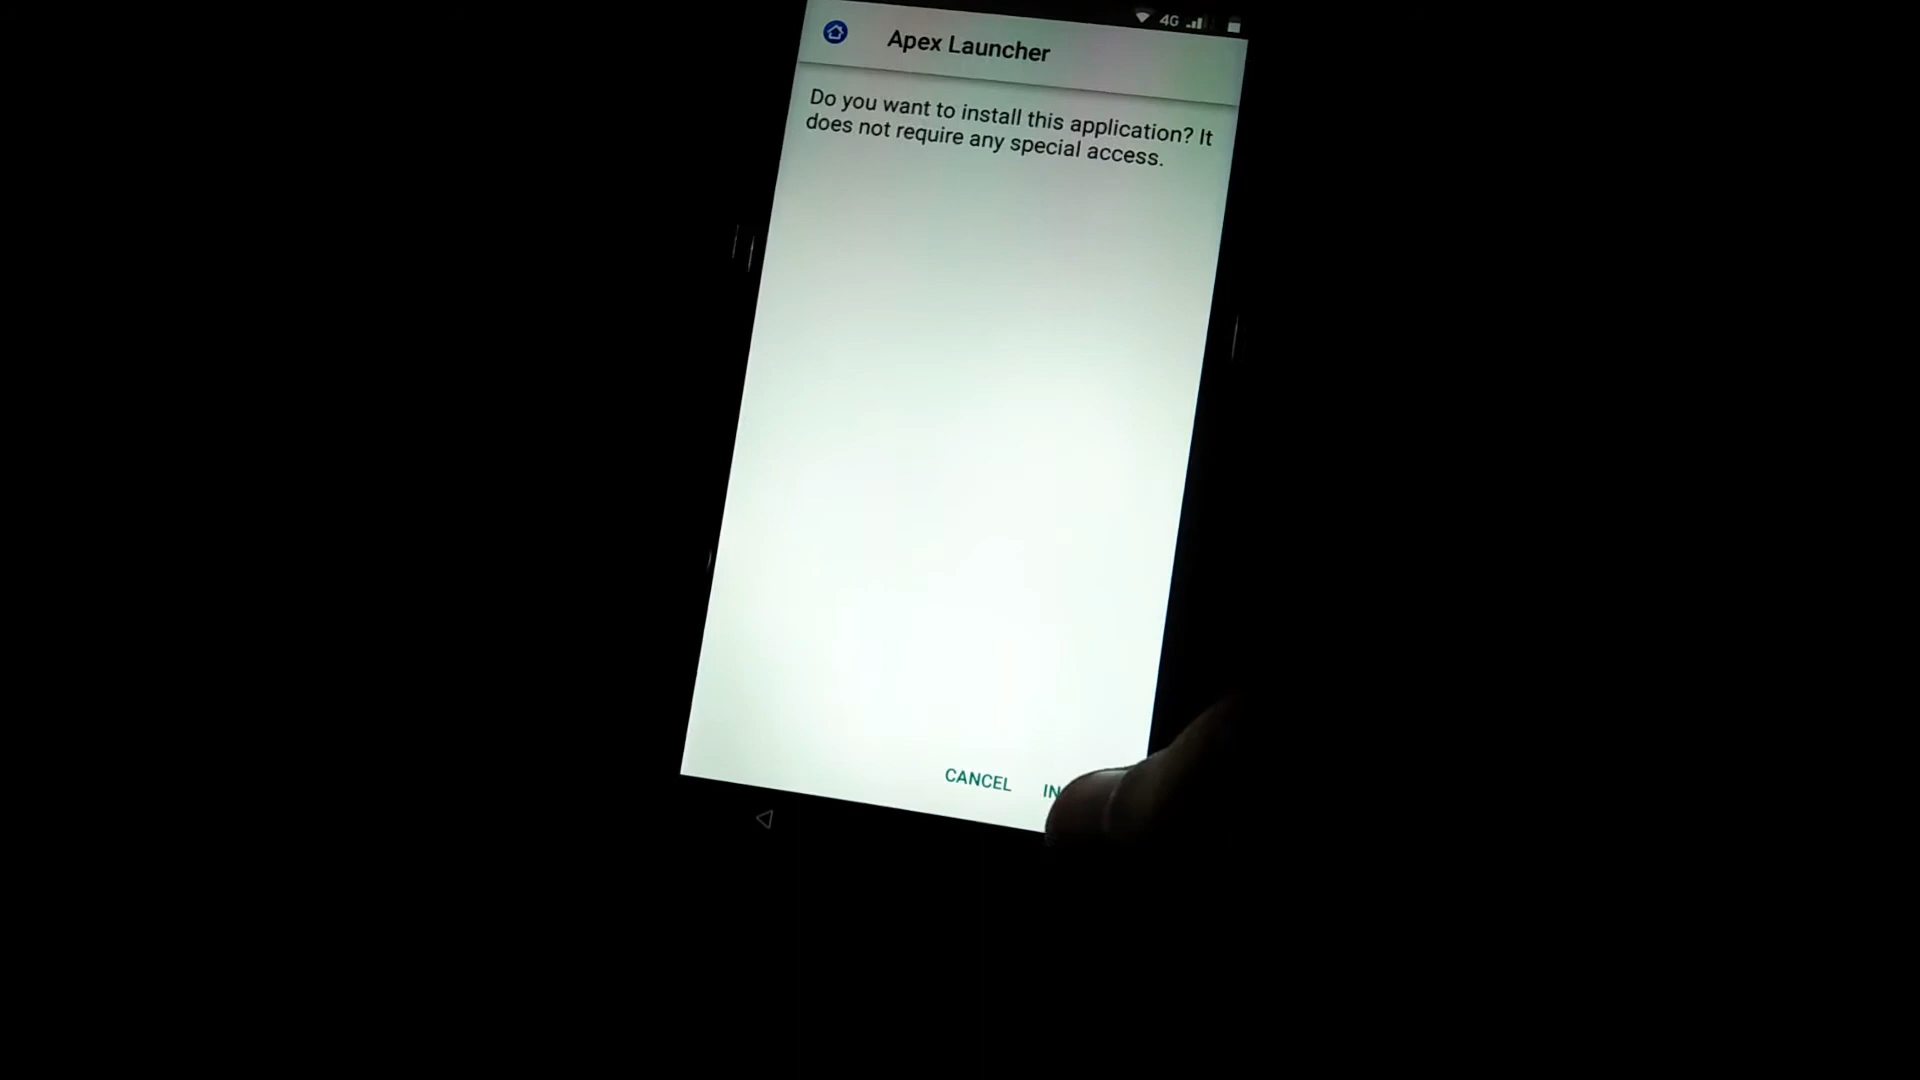 4G
Apex Launcher
Do you want to install this application? It
does not require any special access.
CANCEL